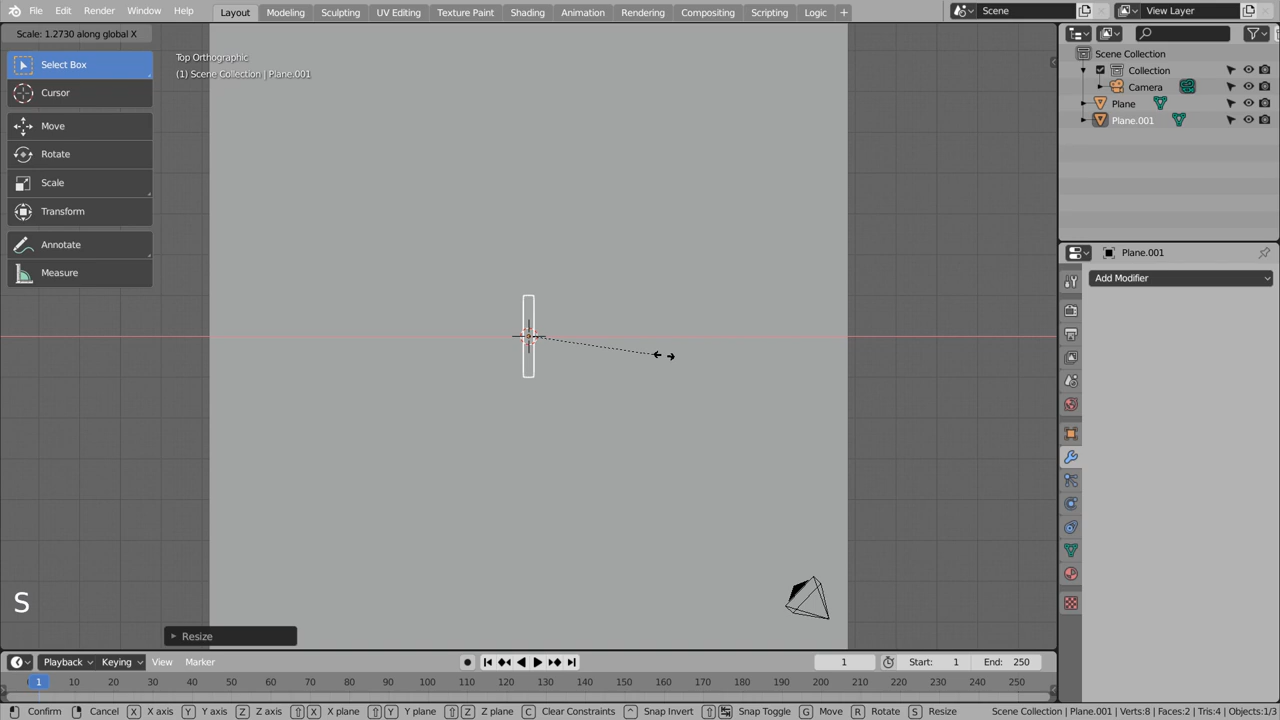 File Edit Render Window Help Layout Modeling Sculpting UV Editing Texture Paint Shading Animation Rendering Compositing Scripting Logic + Scene View Layer
Scale: 1.2730 along global X
Select Box
Cursor
Move
Rotate
Scale
Transform
Annotate
Measure
Top Orthographic
(1) Scene Collection | Plane.001
S
Resize
Scene Collection
Collection
Camera
Plane
Plane.001
Plane.001
Add Modifier
Playback Keying View Marker 1 Start: 1 End: 250
1 10 20 30 40 50 60 70 80 90 100 110 120 130 140 150 160 170 180 190 200 210 220 230 240 250
Confirm Cancel X X axis Y Y axis Z Z axis X X plane Y Y plane Z Z plane C Clear Constraints ^ Snap Invert Snap Toggle G Move R Rotate S Resize Scene Collection | Plane.001 | Verts:8 | Faces:2 | Tris:4 | Objects:1/3